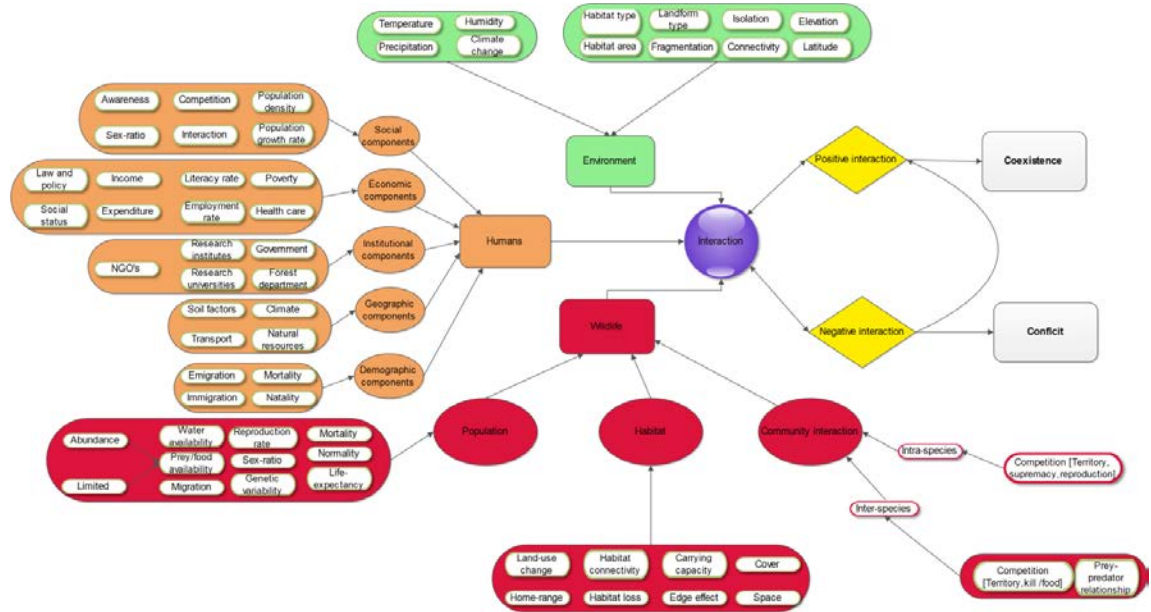 Temperature
Humidity
Precipitation
Climate
change
Habitat type
Landform
type
Isolation
Elevation
Habitat area
Fragmentation
Connectivity
Latitude
Awareness
Competition
Population
density
Sex-ratio
Interaction
Population
growth rate
Social
components
Law and
policy
Income
Literacy rate
Poverty
Social
status
Expenditure
Employment
rate
Health care
Economic
components
NGO's
Research
institutes
Government
Research
universities
Forest
department
Institutional
components
Soil factors
Climate
Transport
Natural
resources
Geographic
components
Emigration
Mortality
Immigration
Natality
Demographic
components
Humans
Environment
Interaction
Wildlife
Positive interaction
Negative interaction
Coexistence
Conflcit
Abundance
Water
availability
Reproduction
rate
Mortality
Prey/food
availability
Sex-ratio
Normality
Limited
Migration
Genetic
variability
Life-
expectancy
Population
Habitat
Community interaction
Intra-species
Competition [Territory,
supremacy, reproduction]
Inter-species
Competition
[Territory,kill /food]
Prey-
predator
relationship
Land-use
change
Habitat
connectivity
Carrying
capacity
Cover
Home-range
Habitat loss
Edge effect
Space